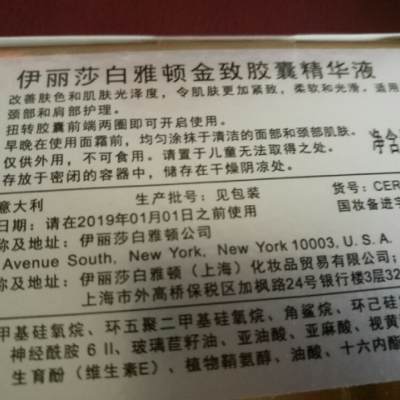 伊丽莎白雅顿金致胶囊精华液
改善肤色和肌肤光泽度，令肌肤更加紧致，柔软和光滑。适用
颈部和肩部护理。
扭转胶囊前端两圈即可开启使用。
早晚在使用面霜前，均匀涂抹于清洁的面部和颈部肌肤。
仅供外用，不可食用。请置于儿童无法取得之处。
存放于密闭的容器中，储存在干燥阴凉处。
净含
意大利 生产批号：见包装 货号：CER
日期：请在2019年01月01日之前使用 国妆备进字
称及地址：伊丽莎白雅顿公司
Avenue South, New York, New York 10003, U. S. A.
称及地址：伊丽莎白雅顿（上海）化妆品贸易有限公司；
上海市外高桥保税区加枫路24号银行楼3层32
甲基硅氧烷、环五聚二甲基硅氧烷、角鲨烷、环己硅
神经酰胺 6 II、玻璃苣籽油、亚油酸、亚麻酸、视黄
生育酚（维生素E）、植物鞘氨醇、油酸、十六内酯